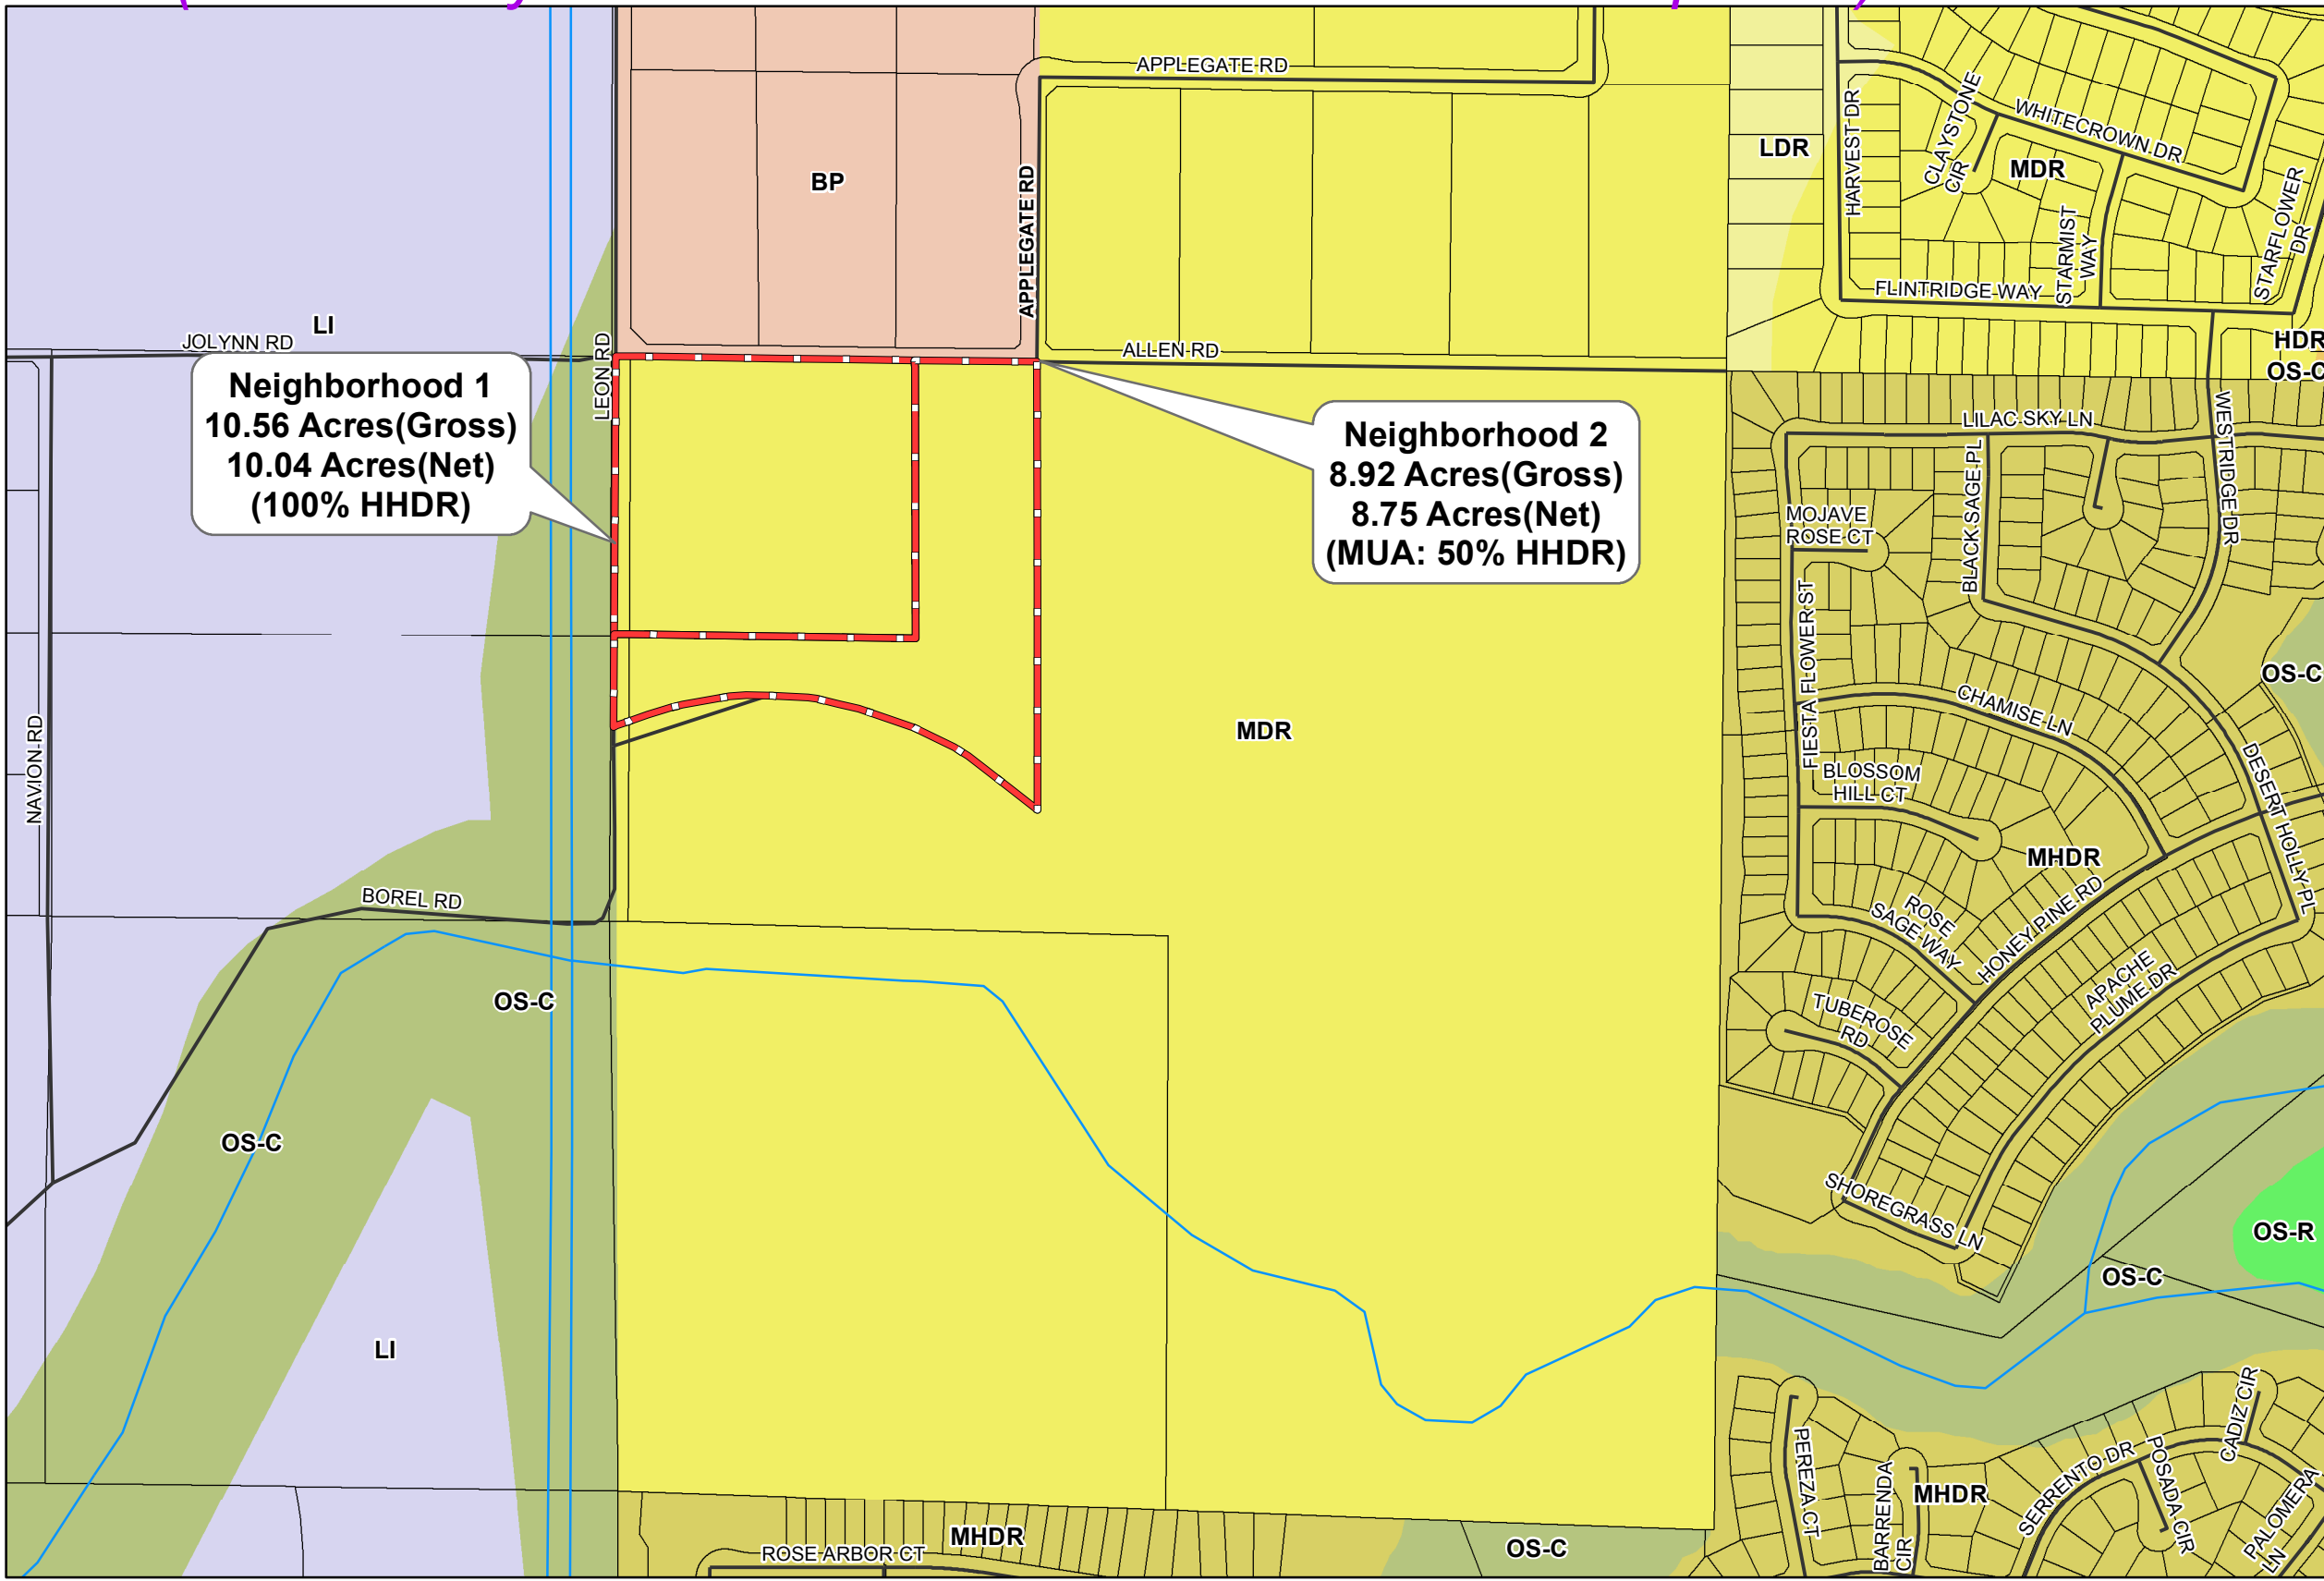 APPLEGATE RD
HARVEST DR
CLAYSTONE
CIR
WHITECROWN DR
LDR
MDR
BP
APPLEGATE RD
STARMIST
WAY
STARFLOWER
DR
FLINTRIDGE WAY
LI
JOLYNN RD
LEON RD
ALLEN RD
HDR
OS-C
Neighborhood 1
10.56 Acres(Gross)
10.04 Acres(Net)
(100% HHDR)
Neighborhood 2
8.92 Acres(Gross)
8.75 Acres(Net)
(MUA: 50% HHDR)
LILAC SKY LN
WESTRIDGE DR
BLACK SAGE PL
MOJAVE
ROSE CT
FIESTA FLOWER ST
OS-C
CHAMISE LN
MDR
NAVION RD
BLOSSOM
HILL CT
DESERT HOLLY PL
MHDR
BOREL RD
ROSE
SAGE WAY
HONEY PINE RD
APACHE
PLUME DR
OS-C
TUBEROSE
RD
OS-C
SHOREGRASS LN
OS-R
OS-C
LI
PEREZA CT
BARRENDA
CIR
MHDR
SERRENTO DR
POSADA CIR
CADIZ CIR
PALOMERA
LN
MHDR
ROSE ARBOR CT
OS-C